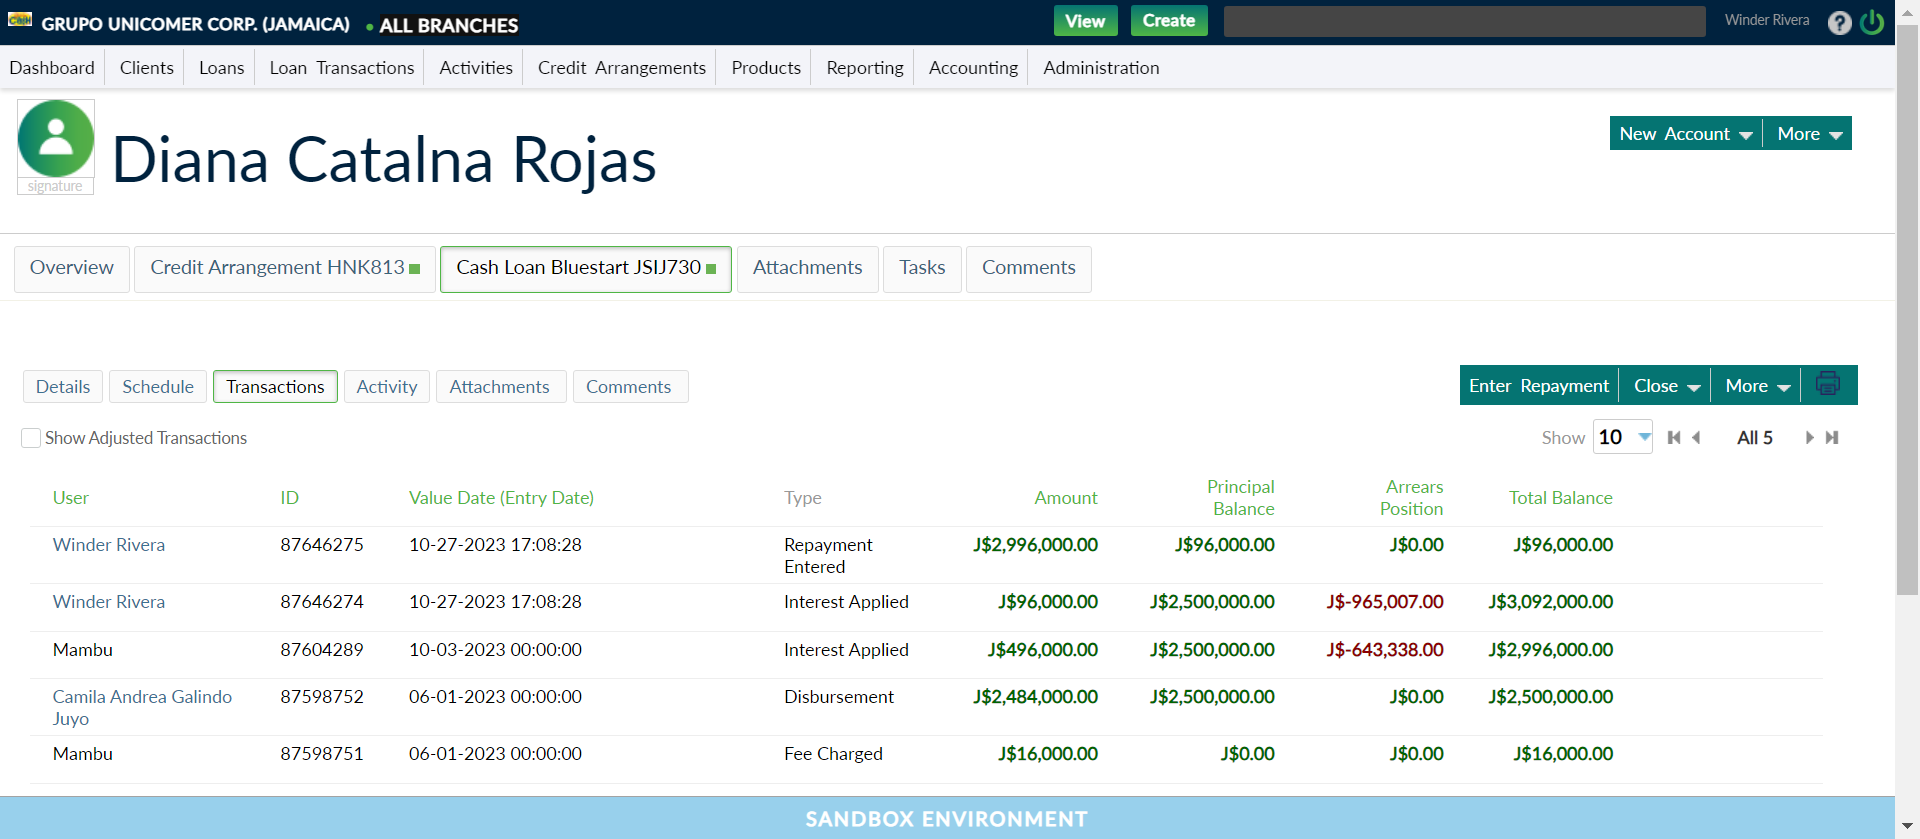 Cash GRUPO UNICOMER CORP. (JAMAICA) ALL BRANCHES View Create Winder Rivera ?
Dashboard Clients Loans Loan Transactions Activities Credit Arrangements Products Reporting Accounting Administration
signature
Diana Catalna Rojas
New Account More
Overview Credit Arrangement HNK813 Cash Loan Bluestart JSIJ730 Attachments Tasks Comments
Details Schedule Transactions Activity Attachments Comments Enter Repayment Close More
Show Adjusted Transactions Show 10 All 5
User ID Value Date (Entry Date) Type Amount Principal Balance Arrears Position Total Balance
Winder Rivera 87646275 10-27-2023 17:08:28 Repayment Entered J$2,996,000.00 J$96,000.00 J$0.00 J$96,000.00
Winder Rivera 87646274 10-27-2023 17:08:28 Interest Applied J$96,000.00 J$2,500,000.00 J$-965,007.00 J$3,092,000.00
Mambu 87604289 10-03-2023 00:00:00 Interest Applied J$496,000.00 J$2,500,000.00 J$-643,338.00 J$2,996,000.00
Camila Andrea Galindo Juyo 87598752 06-01-2023 00:00:00 Disbursement J$2,484,000.00 J$2,500,000.00 J$0.00 J$2,500,000.00
Mambu 87598751 06-01-2023 00:00:00 Fee Charged J$16,000.00 J$0.00 J$0.00 J$16,000.00
SANDBOX ENVIRONMENT